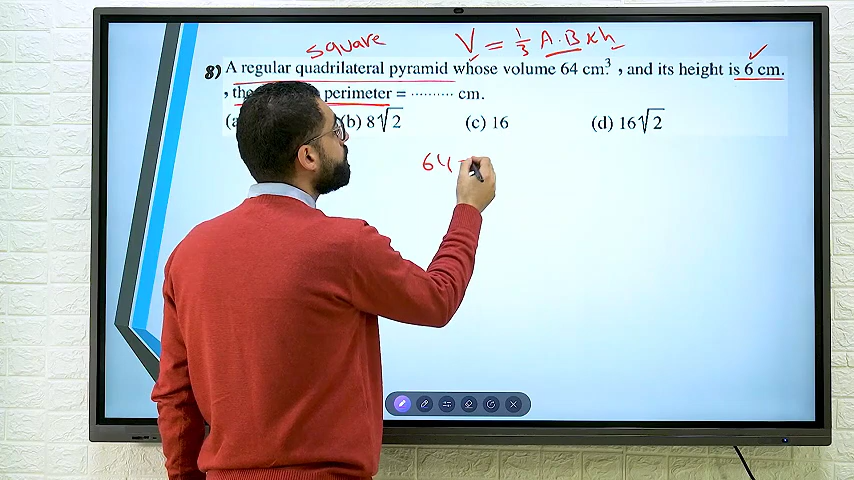 square V = 1/3 A.B x h
8) A regular quadrilateral pyramid whose volume 64 cm³ , and its height is 6 cm.
, the perimeter = .......... cm.
(b) 8√2 (c) 16 (d) 16√2
64